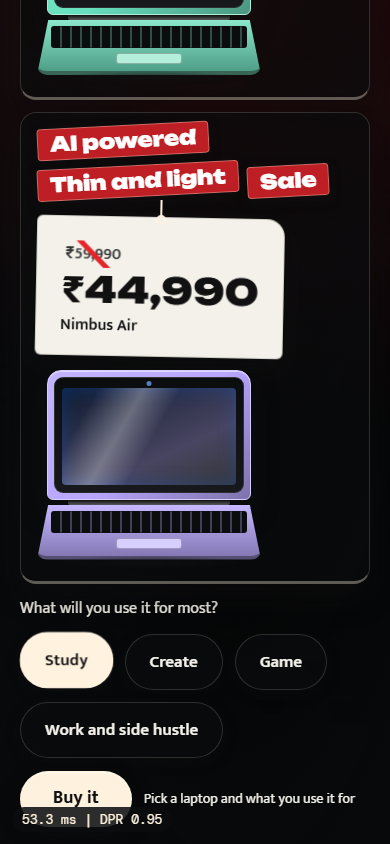 AI powered
Thin and light Sale
₹59,990
₹44,990
Nimbus Air
What will you use it for most?
Study Create Game
Work and side hustle
Buy it Pick a laptop and what you use it for
53.3 ms | DPR 0.95